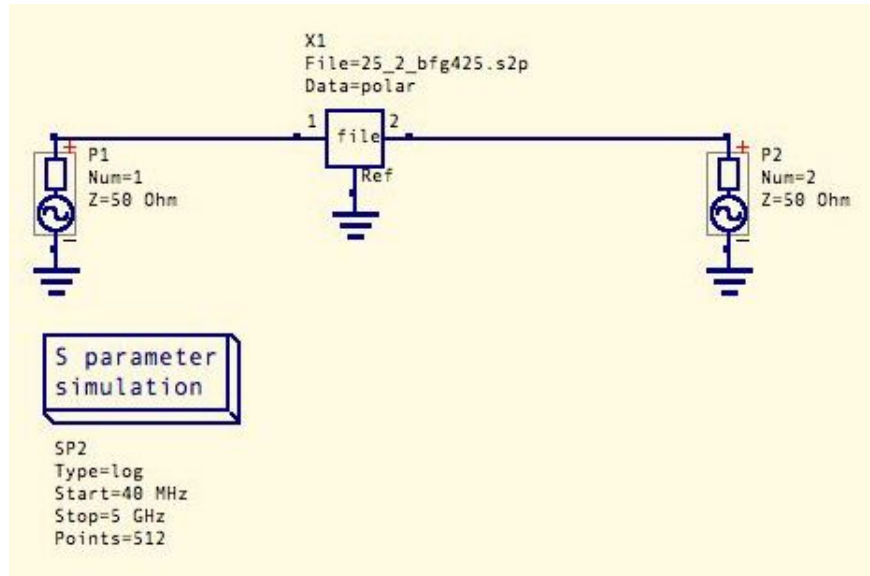 X1
File=25_2_bfg425.s2p
Data=polar
1
file
2
Ref
+
P1
Num=1
Z=50 Ohm
−
+
P2
Num=2
Z=50 Ohm
−
S parameter
simulation
SP2
Type=log
Start=40 MHz
Stop=5 GHz
Points=512